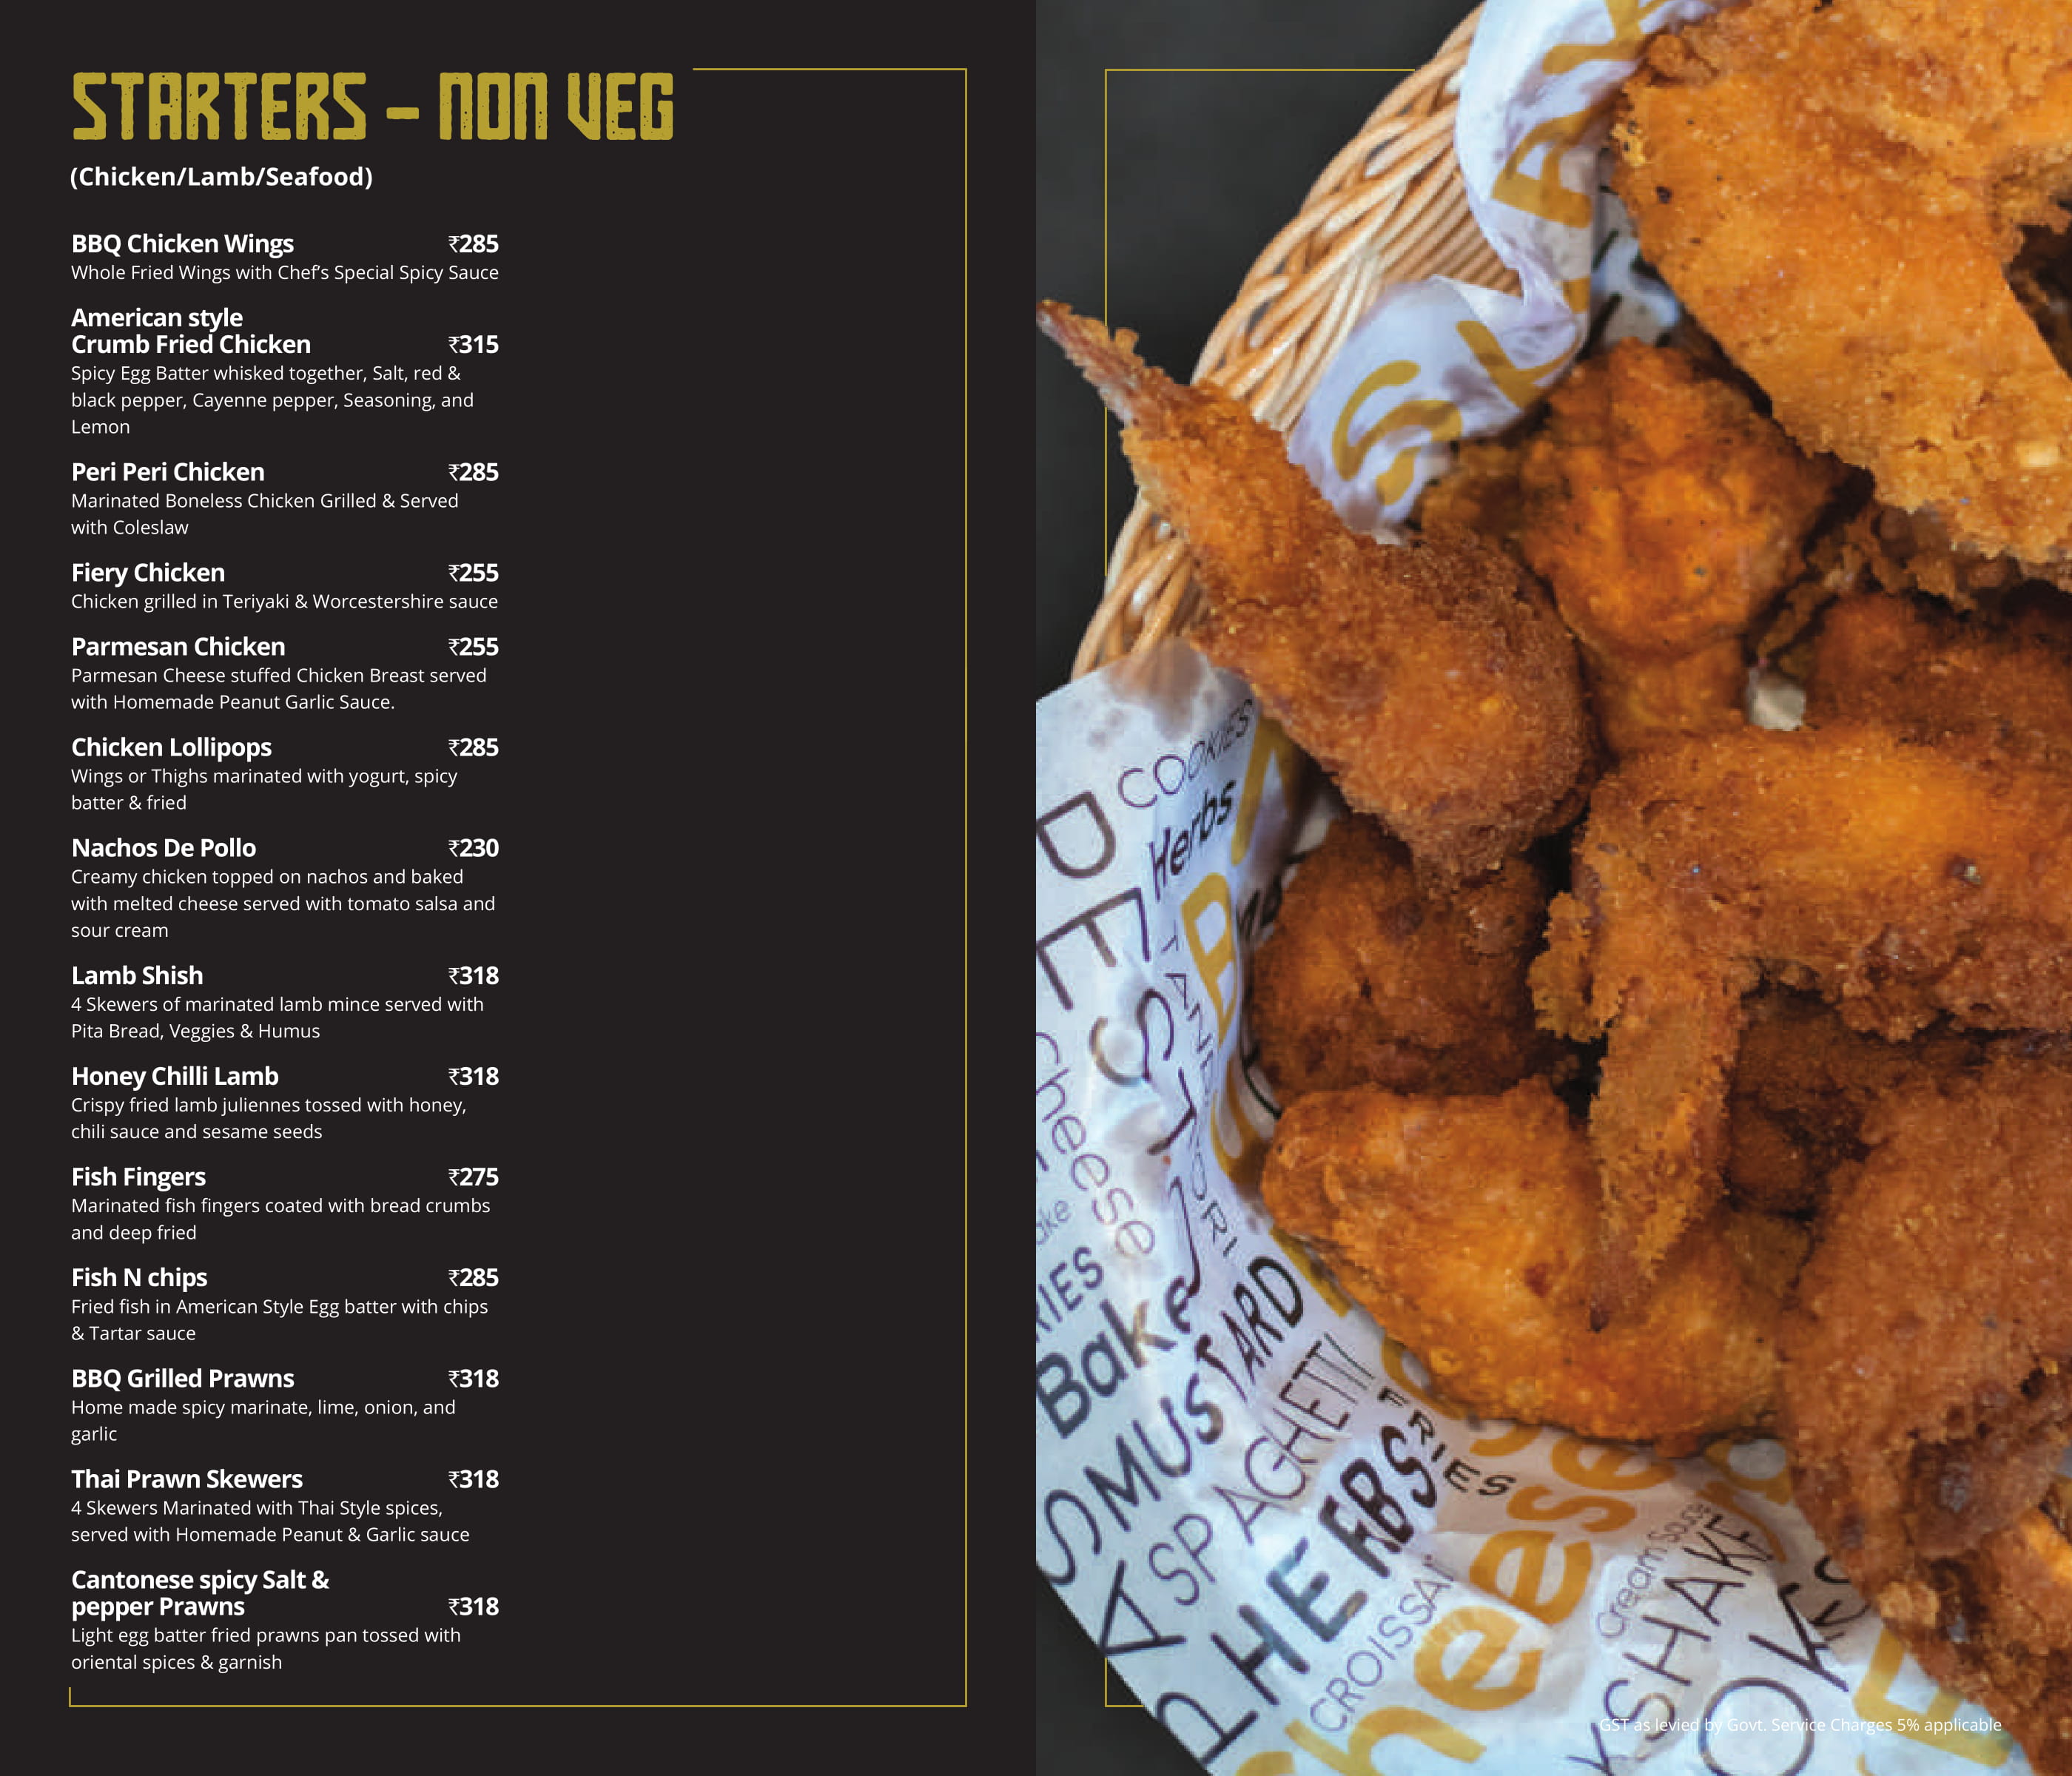 STARTERS – NON VEG
(Chicken/Lamb/Seafood)
BBQ Chicken Wings ₹285
Whole Fried Wings with Chef's Special Spicy Sauce
American style
Crumb Fried Chicken ₹315
Spicy Egg Batter whisked together, Salt, red &
black pepper, Cayenne pepper, Seasoning, and
Lemon
Peri Peri Chicken ₹285
Marinated Boneless Chicken Grilled & Served
with Coleslaw
Fiery Chicken ₹255
Chicken grilled in Teriyaki & Worcestershire sauce
Parmesan Chicken ₹255
Parmesan Cheese stuffed Chicken Breast served
with Homemade Peanut Garlic Sauce.
Chicken Lollipops ₹285
Wings or Thighs marinated with yogurt, spicy
batter & fried
Nachos De Pollo ₹230
Creamy chicken topped on nachos and baked
with melted cheese served with tomato salsa and
sour cream
Lamb Shish ₹318
4 Skewers of marinated lamb mince served with
Pita Bread, Veggies & Humus
Honey Chilli Lamb ₹318
Crispy fried lamb juliennes tossed with honey,
chili sauce and sesame seeds
Fish Fingers ₹275
Marinated fish fingers coated with bread crumbs
and deep fried
Fish N chips ₹285
Fried fish in American Style Egg batter with chips
& Tartar sauce
BBQ Grilled Prawns ₹318
Home made spicy marinate, lime, onion, and
garlic
Thai Prawn Skewers ₹318
4 Skewers Marinated with Thai Style spices,
served with Homemade Peanut & Garlic sauce
Cantonese spicy Salt &
pepper Prawns ₹318
Light egg batter fried prawns pan tossed with
oriental spices & garnish
COOKIES
Herbs
cheese
Bake
MUSTARD
SPAGHETTI
FRIES
HERBS
CROISSA
Cream Sauce
GST as levied by Govt. Service Charges 5% applicable